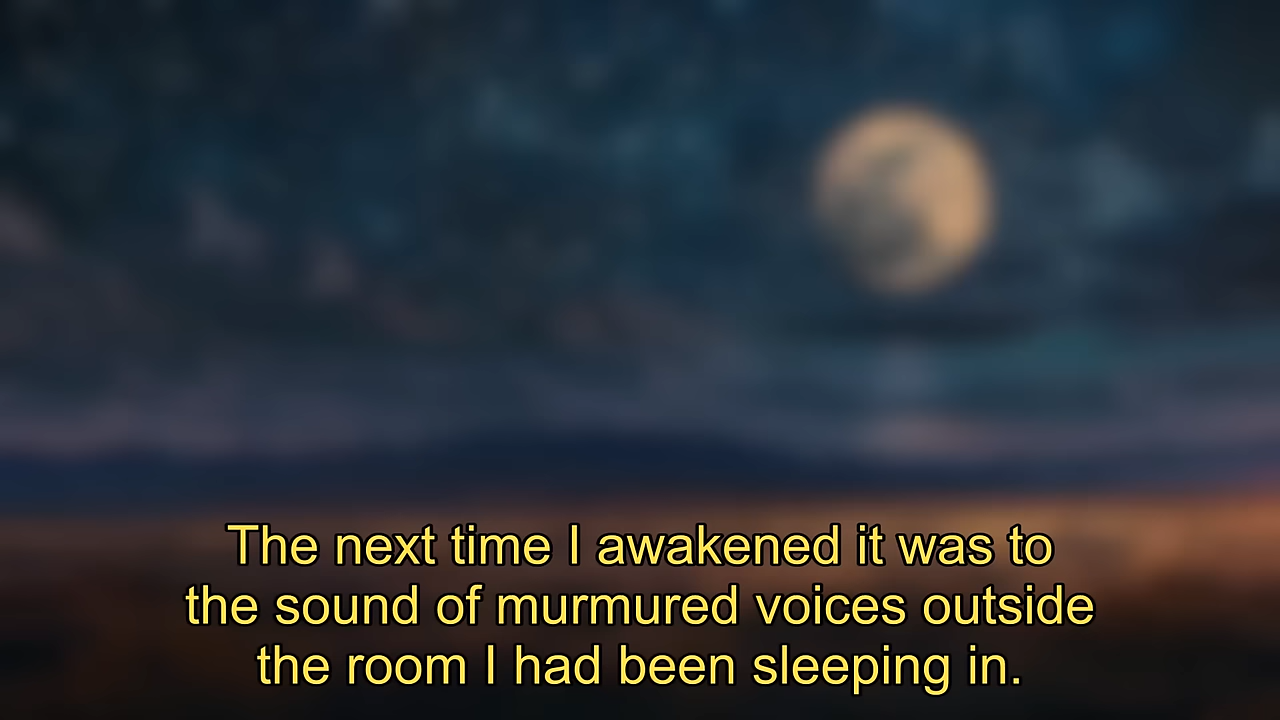 The next time I awakened it was to
the sound of murmured voices outside
the room I had been sleeping in.